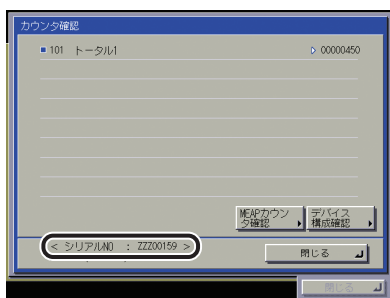 カウンタ確認
■ 101 トータル1 ▷ 00000450
MEAPカウン
タ確認
デバイス
構成確認
< シリアルNO : ZZZ00159 >
閉じる
閉じる